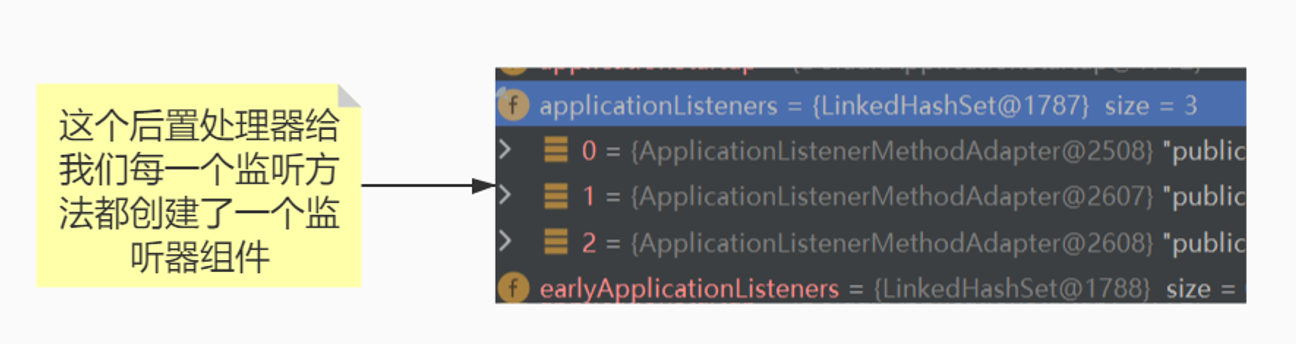 这个后置处理器给
我们每一个监听方
法都创建了一个监
听器组件
f applicationListeners = {LinkedHashSet@1787} size = 3
0 = {ApplicationListenerMethodAdapter@2508} "public
1 = {ApplicationListenerMethodAdapter@2607} "public
2 = {ApplicationListenerMethodAdapter@2608} "public
f earlyApplicationListeners = {LinkedHashSet@1788} size =